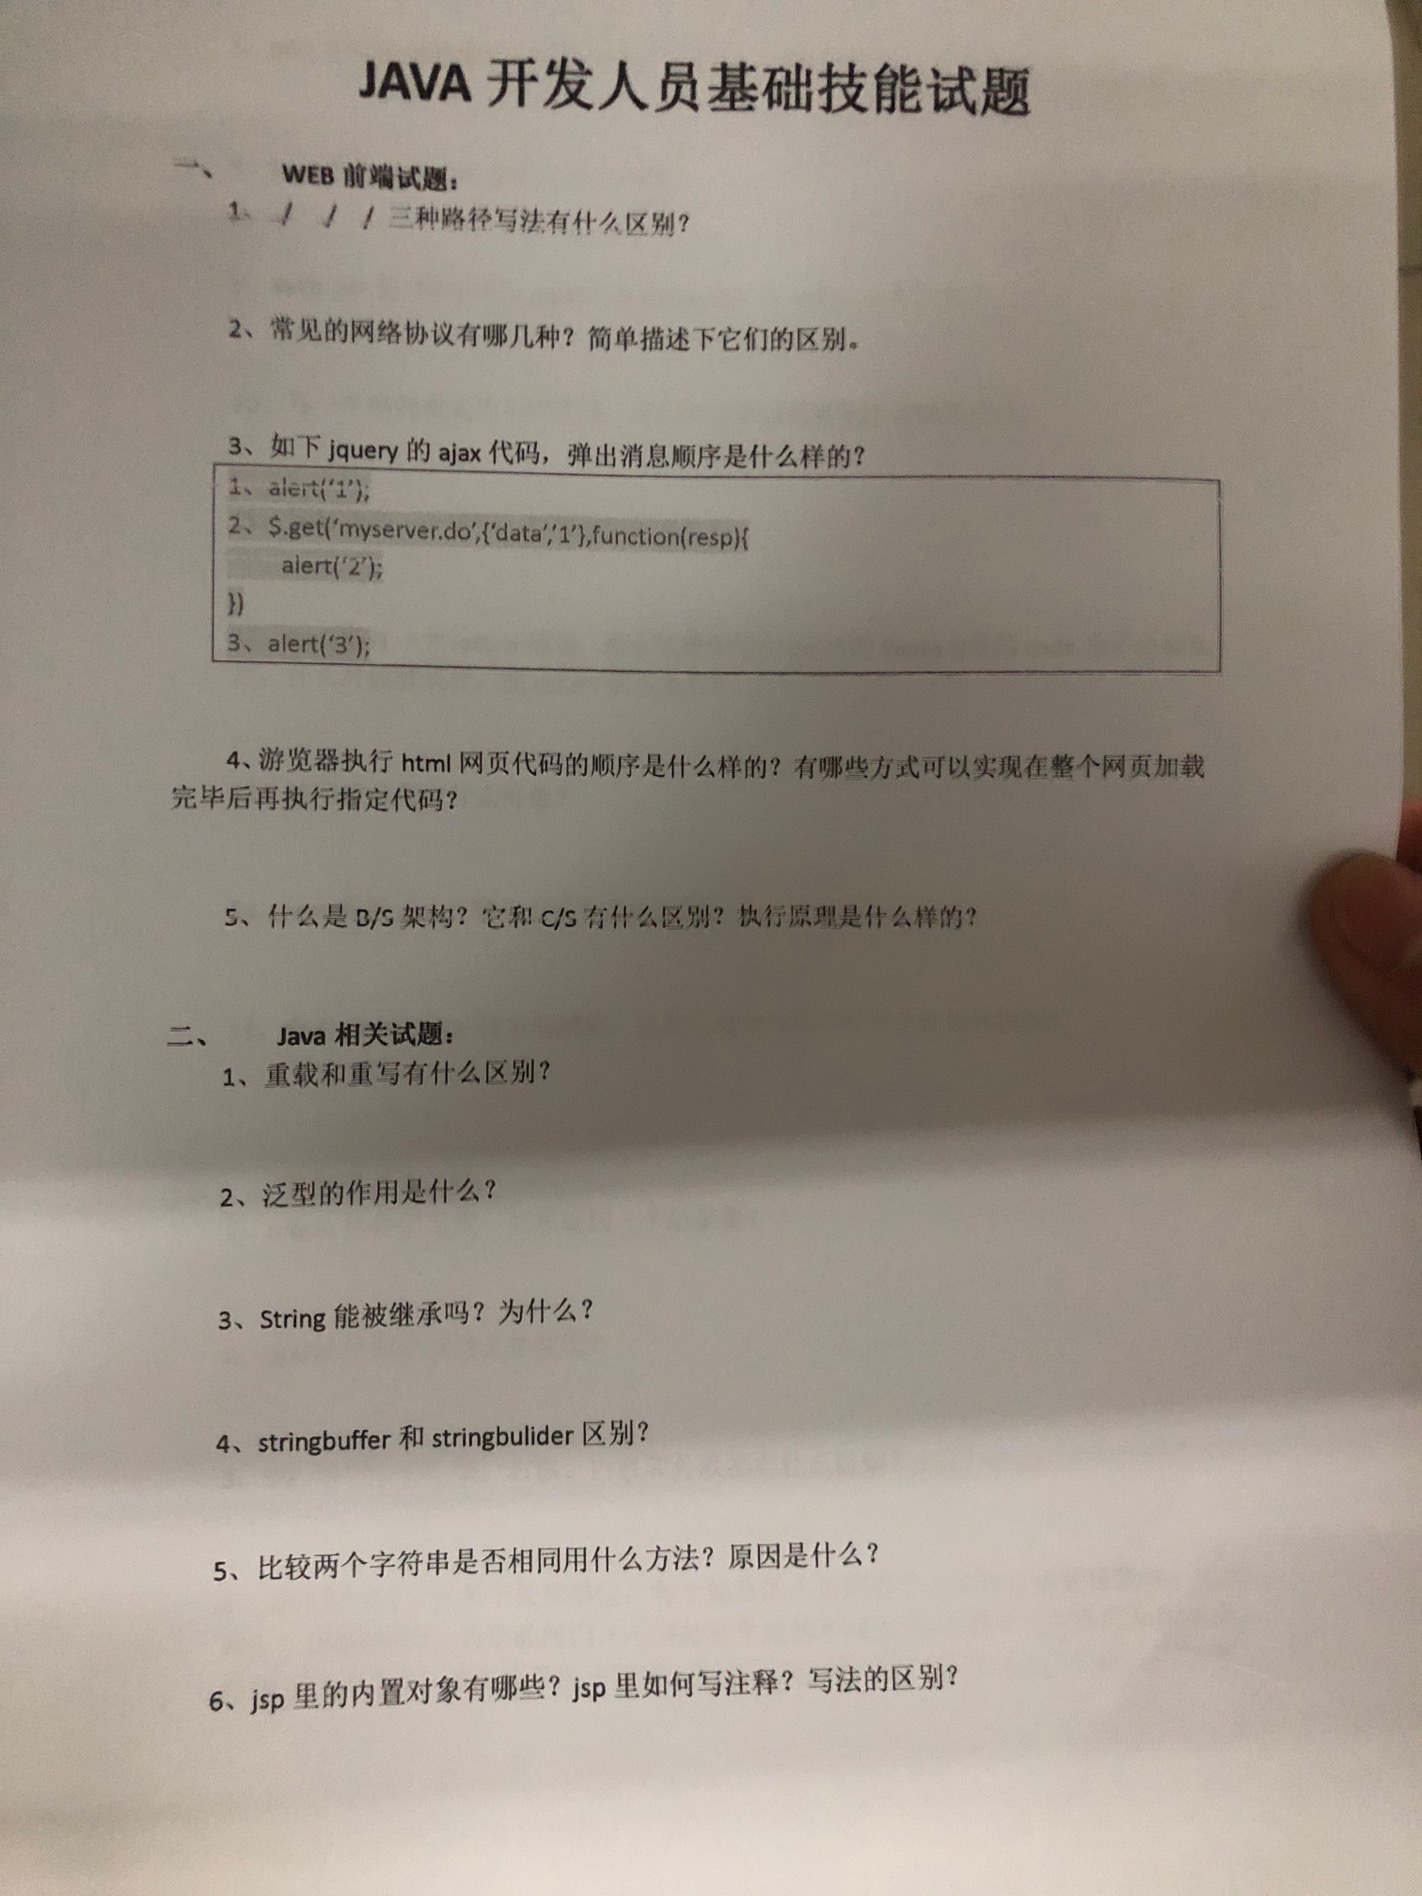 JAVA 开发人员基础技能试题
一、 WEB 前端试题：
1、 / / / 三种路径写法有什么区别？
2、常见的网络协议有哪几种？简单描述下它们的区别。
3、如下 jquery 的 ajax 代码，弹出消息顺序是什么样的？
1、alert(‘1’);
2、$.get(‘myserver.do’,{‘data’,’1’},function(resp){
alert(‘2’);
})
3、alert(‘3’);
4、游览器执行 html 网页代码的顺序是什么样的？有哪些方式可以实现在整个网页加载
完毕后再执行指定代码？
5、什么是 B/S 架构？它和 C/S 有什么区别？执行原理是什么样的？
二、 Java 相关试题：
1、重载和重写有什么区别？
2、泛型的作用是什么？
3、String 能被继承吗？为什么？
4、stringbuffer 和 stringbulider 区别？
5、比较两个字符串是否相同用什么方法？原因是什么？
6、jsp 里的内置对象有哪些？jsp 里如何写注释？写法的区别？